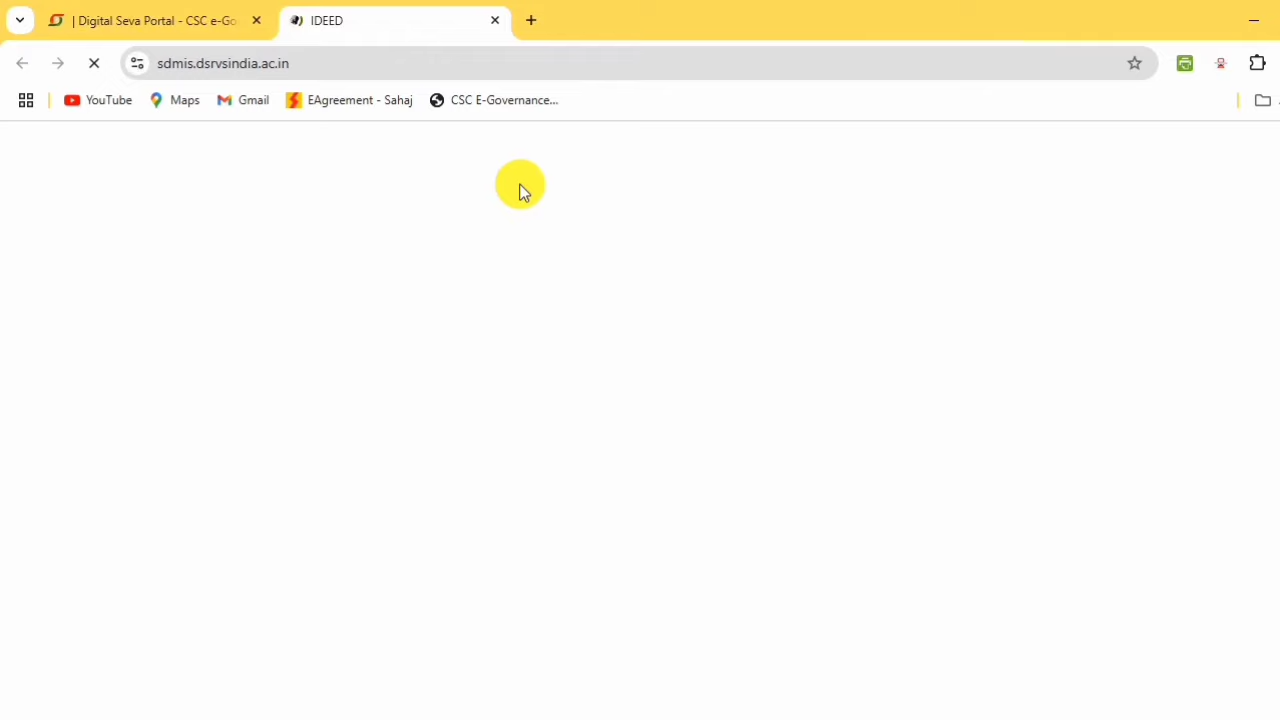 | Digital Seva Portal - CSC e-Go
IDEED
sdmis.dsrvsindia.ac.in
YouTube
Maps
Gmail
EAgreement - Sahaj
CSC E-Governance...